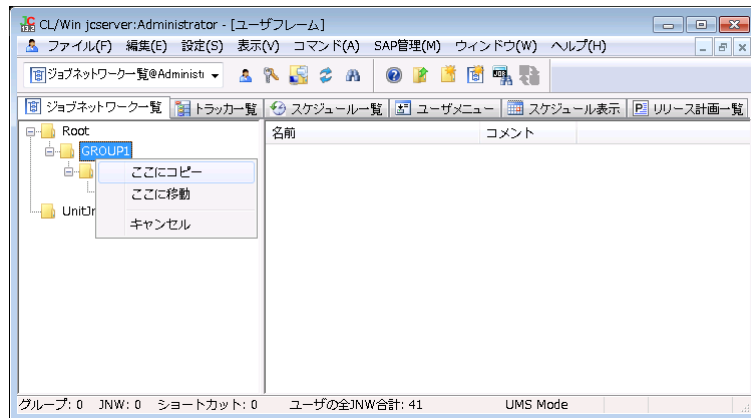 CL/Win jcserver:Administrator - [ユーザフレーム]
ファイル(F) 編集(E) 設定(S) 表示(V) コマンド(A) SAP管理(M) ウィンドウ(W) ヘルプ(H)
ジョブネットワーク一覧@Administ
ジョブネットワーク一覧 トラッカ一覧 スケジュール一覧 ユーザメニュー スケジュール表示 リリース計画一覧
Root
名前 コメント
GROUP1
ここにコピー
ここに移動
UnitJn
キャンセル
グループ: 0 JNW: 0 ショートカット: 0 ユーザの全JNW合計: 41 UMS Mode